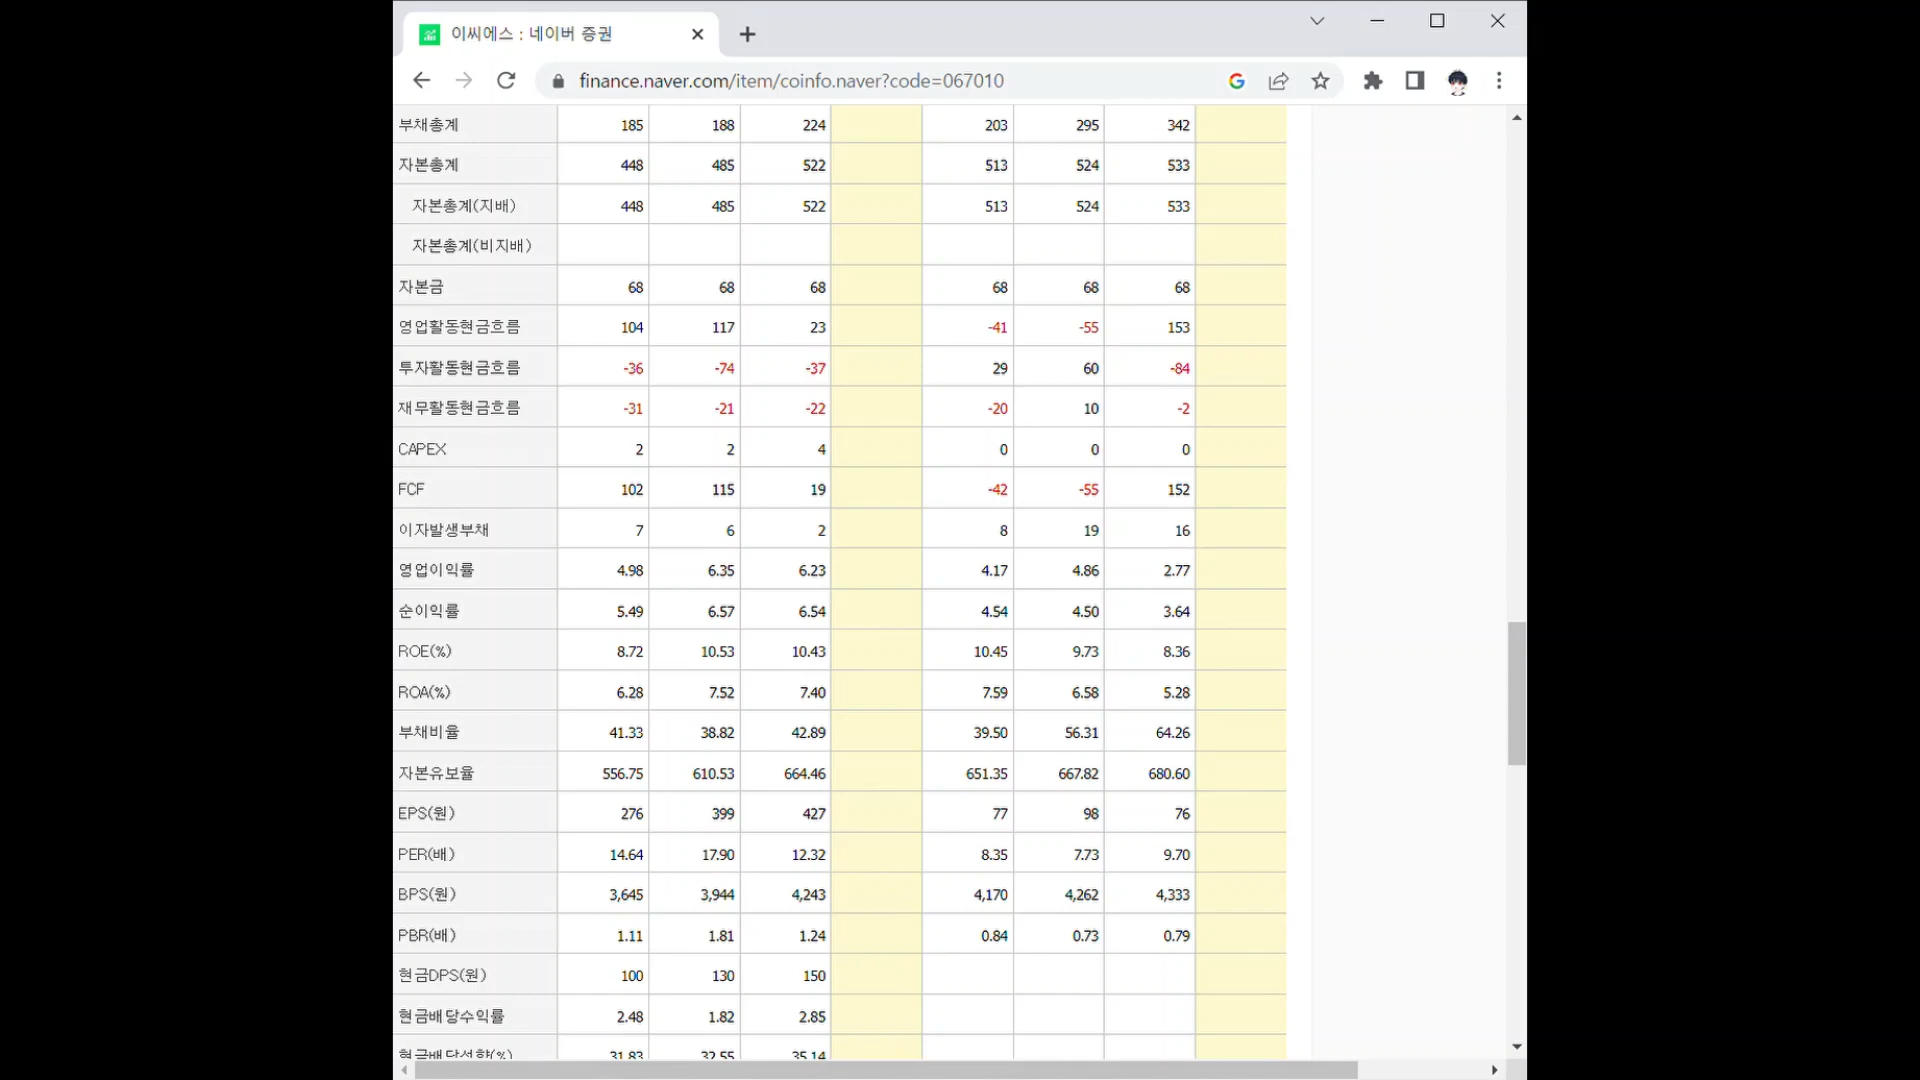 이씨에스 : 네이버 증권
finance.naver.com/item/coinfo.naver?code=067010
부채총계 185 188 224 203 295 342
자본총계 448 485 522 513 524 533
자본총계(지배) 448 485 522 513 524 533
자본총계(비지배)
자본금 68 68 68 68 68 68
영업활동현금흐름 104 117 23 -41 -55 153
투자활동현금흐름 -36 -74 -37 29 60 -84
재무활동현금흐름 -31 -21 -22 -20 10 -2
CAPEX 2 2 4 0 0 0
FCF 102 115 19 -42 -55 152
이자발생부채 7 6 2 8 19 16
영업이익률 4.98 6.35 6.23 4.17 4.86 2.77
순이익률 5.49 6.57 6.54 4.54 4.50 3.64
ROE(%) 8.72 10.53 10.43 10.45 9.73 8.36
ROA(%) 6.28 7.52 7.40 7.59 6.58 5.28
부채비율 41.33 38.82 42.89 39.50 56.31 64.26
자본유보율 556.75 610.53 664.46 651.35 667.82 680.60
EPS(원) 276 399 427 77 98 76
PER(배) 14.64 17.90 12.32 8.35 7.73 9.70
BPS(원) 3,645 3,944 4,243 4,170 4,262 4,333
PBR(배) 1.11 1.81 1.24 0.84 0.73 0.79
현금DPS(원) 100 130 150
현금배당수익률 2.48 1.82 2.85
현금배당성향(%) 31.83 32.55 35.14